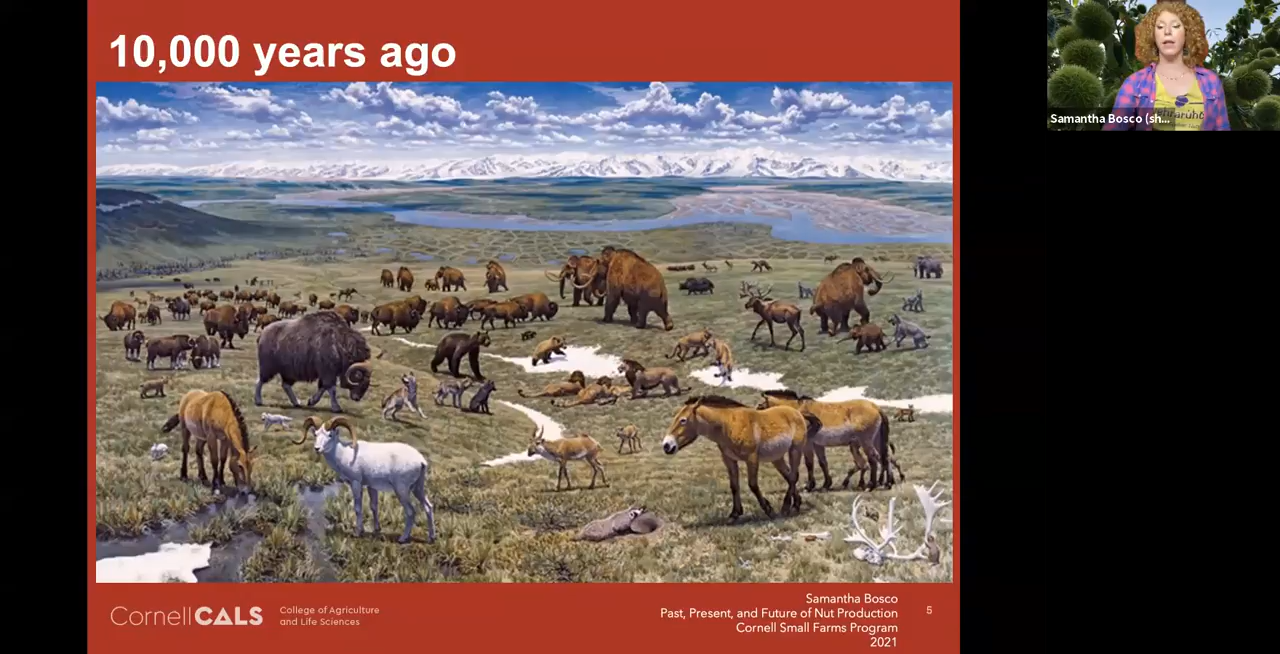 10,000 years ago
Samantha Bosco (sh...
CornellCALS
College of Agriculture
and Life Sciences
Samantha Bosco
Past, Present, and Future of Nut Production
Cornell Small Farms Program
2021
5